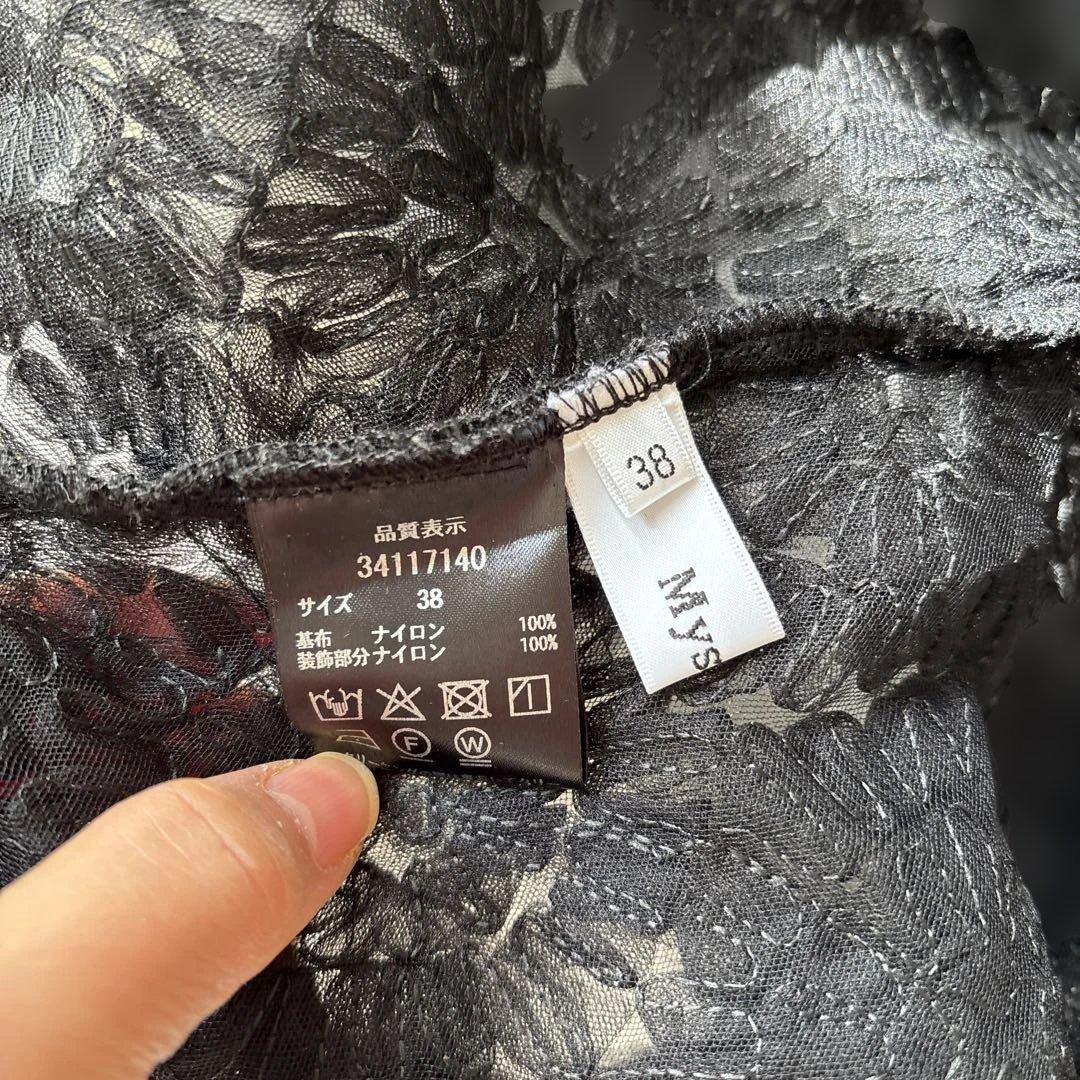 品質表示
34117140
サイズ 38
基布 ナイロン 100%
装飾部分ナイロン 100%
F W
38
Mys